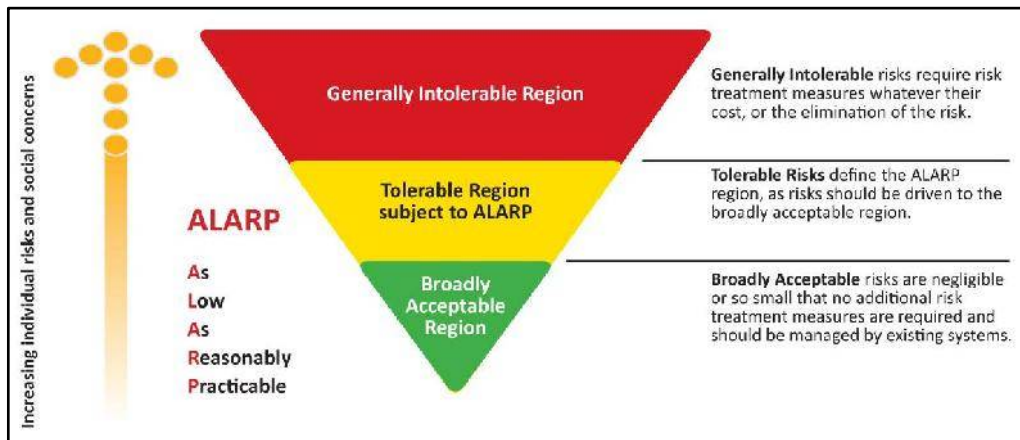 Increasing Individual risks and social concerns
ALARP
As
Low
As
Reasonably
Practicable
Generally Intolerable Region
Tolerable Region
subject to ALARP
Broadly
Acceptable
Region
Generally Intolerable risks require risk
treatment measures whatever their
cost, or the elimination of the risk.
Tolerable Risks define the ALARP
region, as risks should be driven to the
broadly acceptable region.
Broadly Acceptable risks are negligible
or so small that no additional risk
treatment measures are required and
should be managed by existing systems.